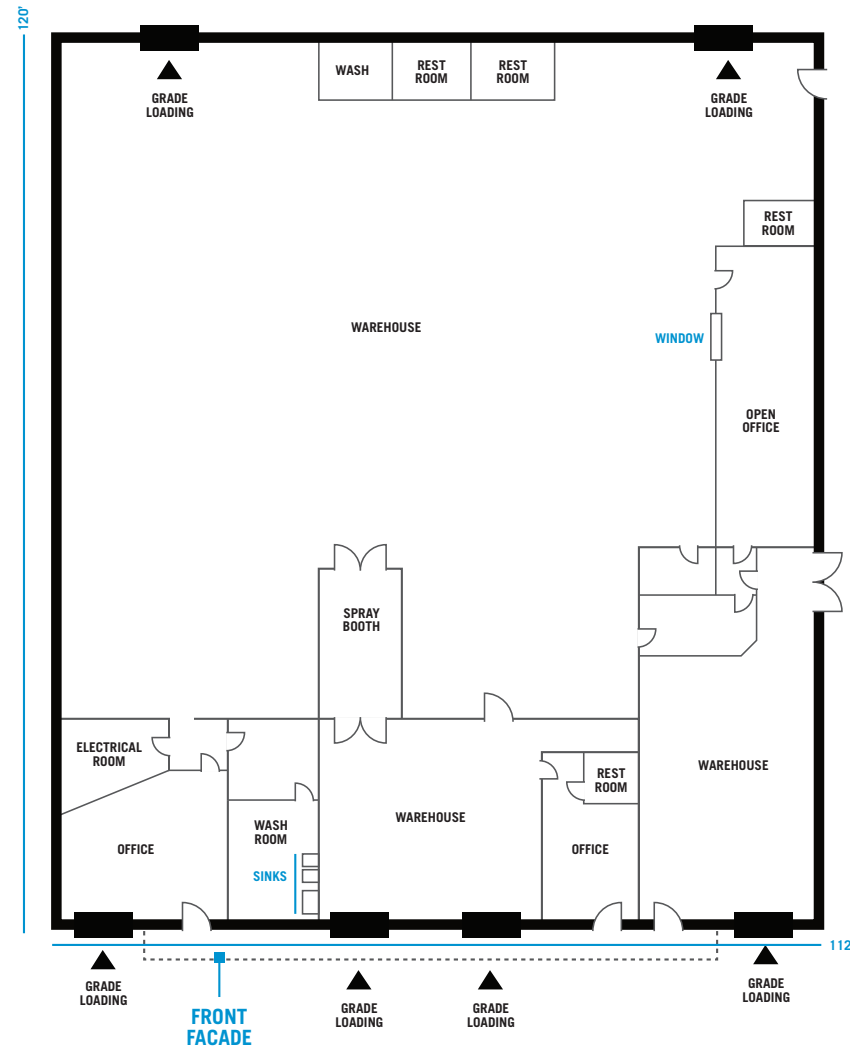 120'
WASH
REST
ROOM
REST
ROOM
GRADE
LOADING
GRADE
LOADING
REST
ROOM
WAREHOUSE
WINDOW
OPEN
OFFICE
SPRAY
BOOTH
ELECTRICAL
ROOM
WAREHOUSE
REST
ROOM
WAREHOUSE
WASH
ROOM
OFFICE
OFFICE
SINKS
112
GRADE
LOADING
GRADE
LOADING
GRADE
LOADING
GRADE
LOADING
FRONT
FACADE